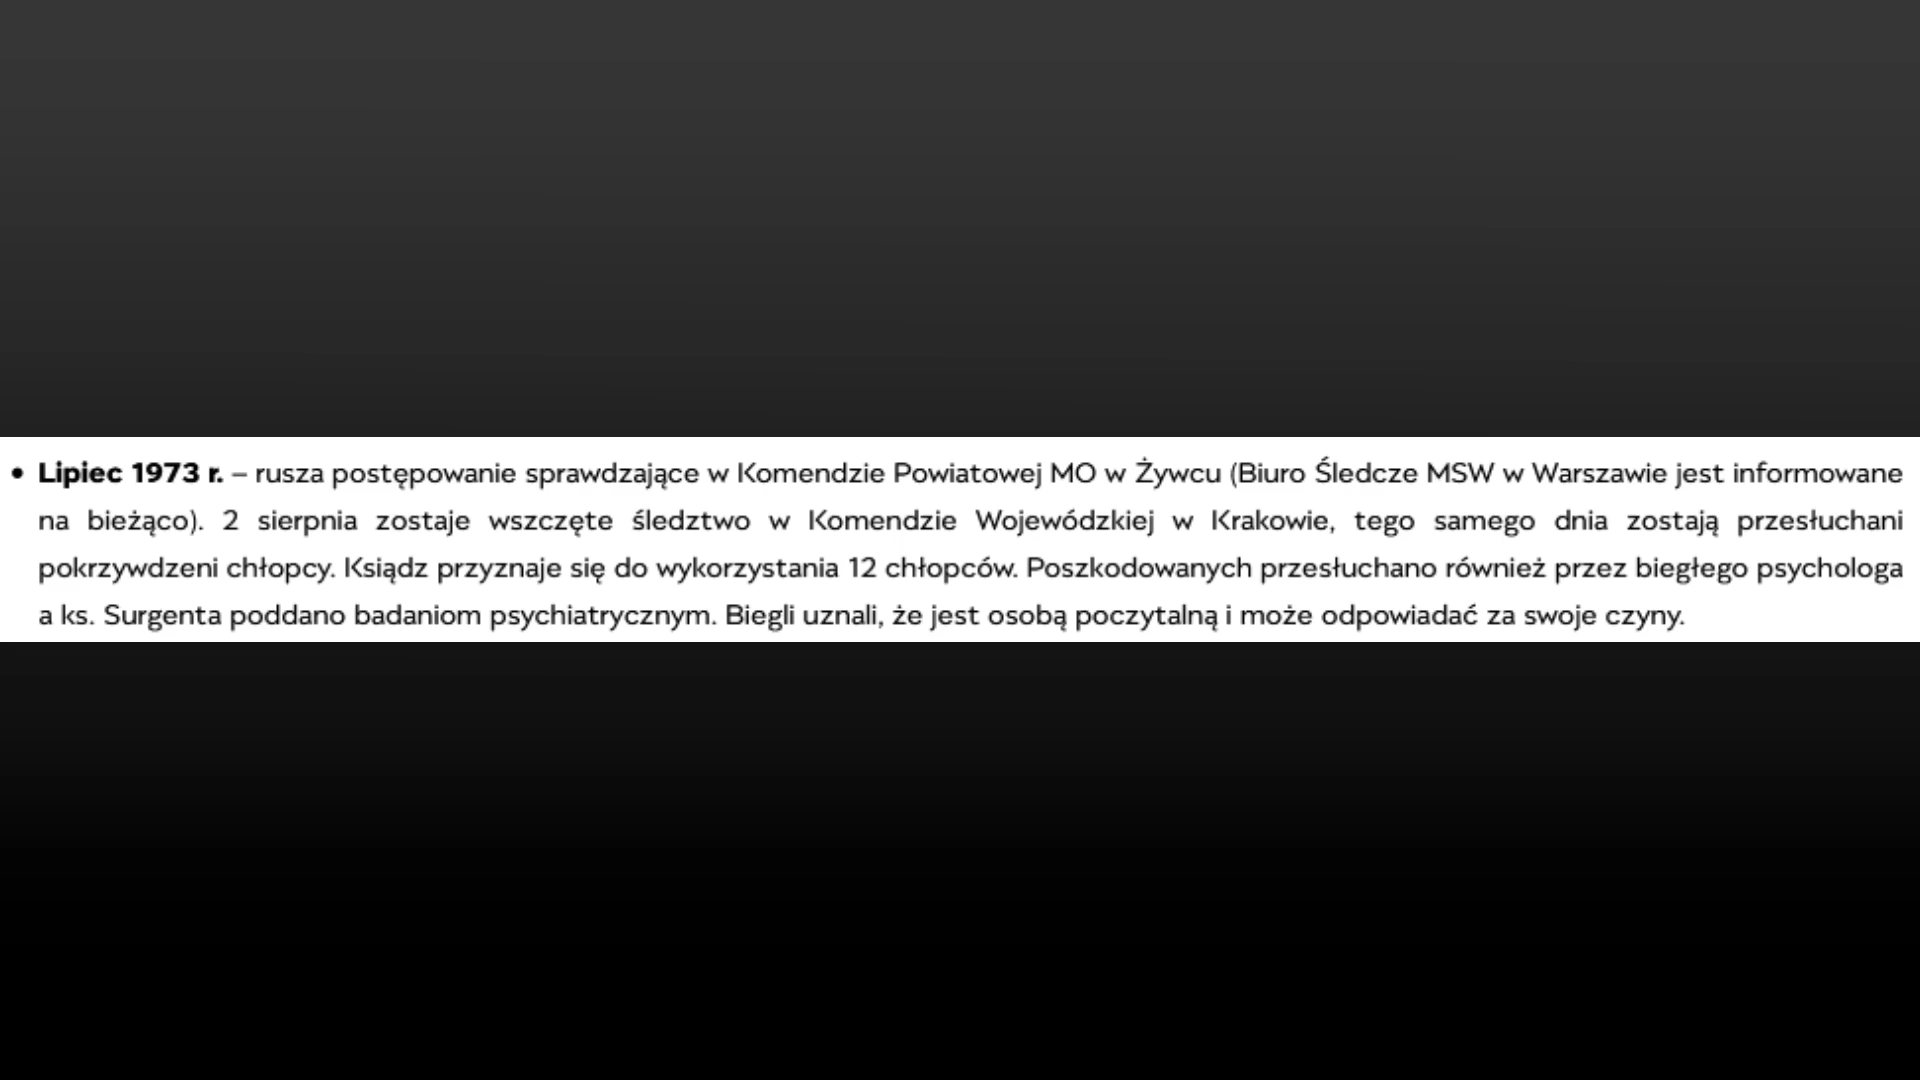 • Lipiec 1973 r. – rusza postępowanie sprawdzające w Komendzie Powiatowej MO w Żywcu (Biuro Śledcze MSW w Warszawie jest informowane
na bieżąco). 2 sierpnia zostaje wszczęte śledztwo w Komendzie Wojewódzkiej w Krakowie, tego samego dnia zostają przesłuchani
pokrzywdzeni chłopcy. Ksiądz przyznaje się do wykorzystania 12 chłopców. Poszkodowanych przesłuchano również przez biegłego psychologa
a ks. Surgenta poddano badaniom psychiatrycznym. Biegli uznali, że jest osobą poczytalną i może odpowiadać za swoje czyny.